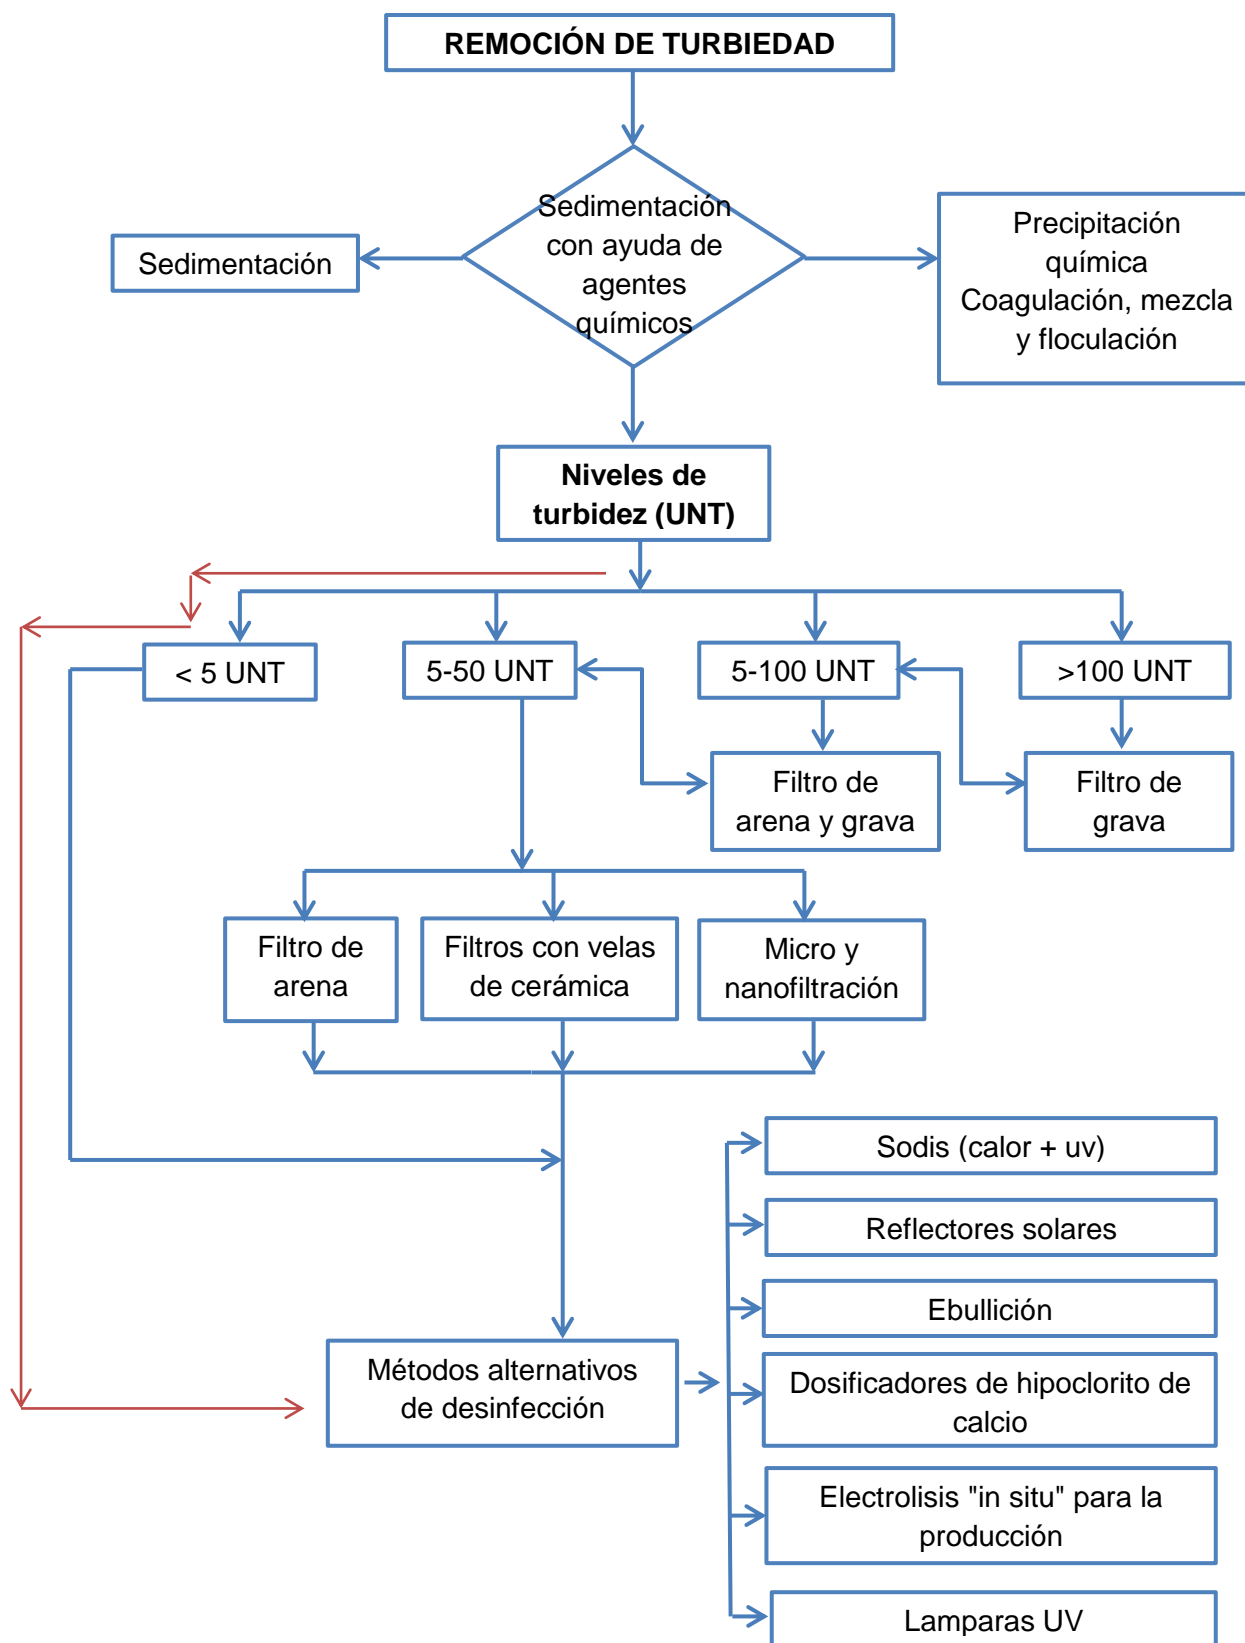 REMOCIÓN DE TURBIEDAD
Sedimentación
con ayuda de
agentes
químicos
Sedimentación
Precipitación
química
Coagulación, mezcla
y floculación
Niveles de
turbidez (UNT)
< 5 UNT
5-50 UNT
5-100 UNT
>100 UNT
Filtro de
arena y grava
Filtro de
grava
Filtro de
arena
Filtros con velas
de cerámica
Micro y
nanofiltración
Sodis (calor + uv)
Reflectores solares
Ebullición
Métodos alternativos
de desinfección
Dosificadores de hipoclorito de
calcio
Electrolisis "in situ" para la
producción
Lamparas UV